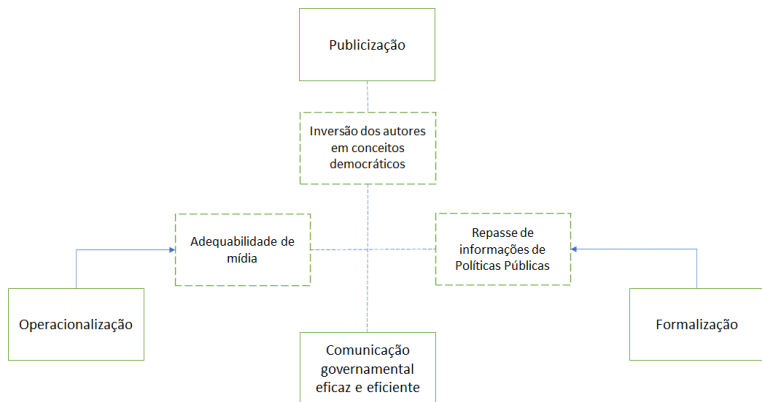 Publicização
Inversão dos autores
em conceitos
democráticos
Adequabilidade de
mídia
Repasse de
informações de
Políticas Públicas
Operacionalização
Formalização
Comunicação
governamental
eficaz e eficiente